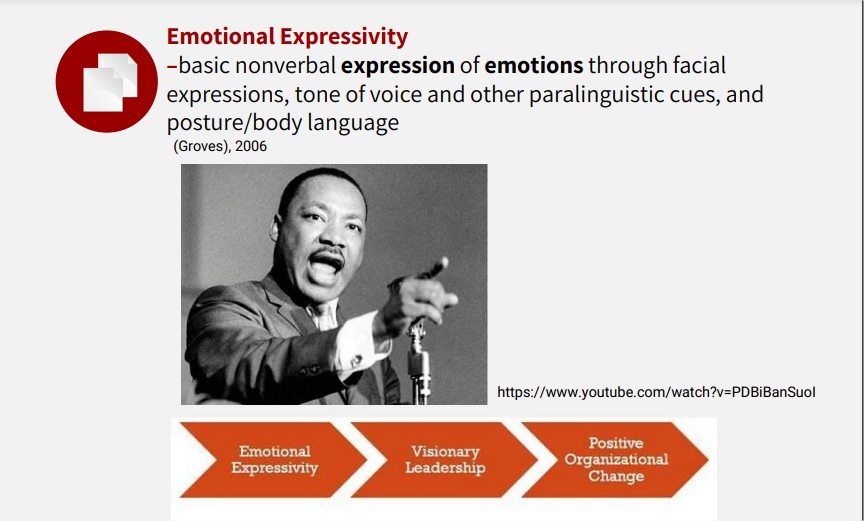 Emotional Expressivity
–basic nonverbal expression of emotions through facial
expressions, tone of voice and other paralinguistic cues, and
posture/body language
(Groves), 2006
https://www.youtube.com/watch?v=PDBiBanSuoI
Emotional
Expressivity
Visionary
Leadership
Positive
Organizational
Change